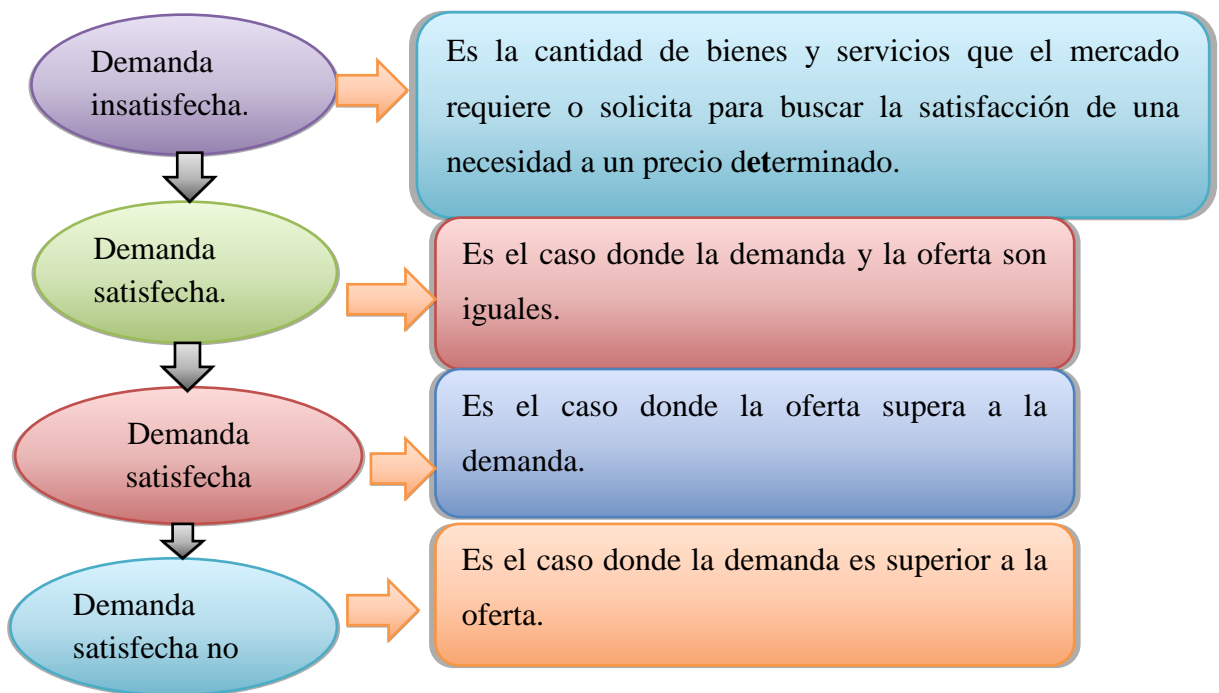 Demanda
insatisfecha.
Es la cantidad de bienes y servicios que el mercado
requiere o solicita para buscar la satisfacción de una
necesidad a un precio determinado.
Demanda
satisfecha.
Es el caso donde la demanda y la oferta son
iguales.
Demanda
satisfecha
Es el caso donde la oferta supera a la
demanda.
Demanda
satisfecha no
Es el caso donde la demanda es superior a la
oferta.